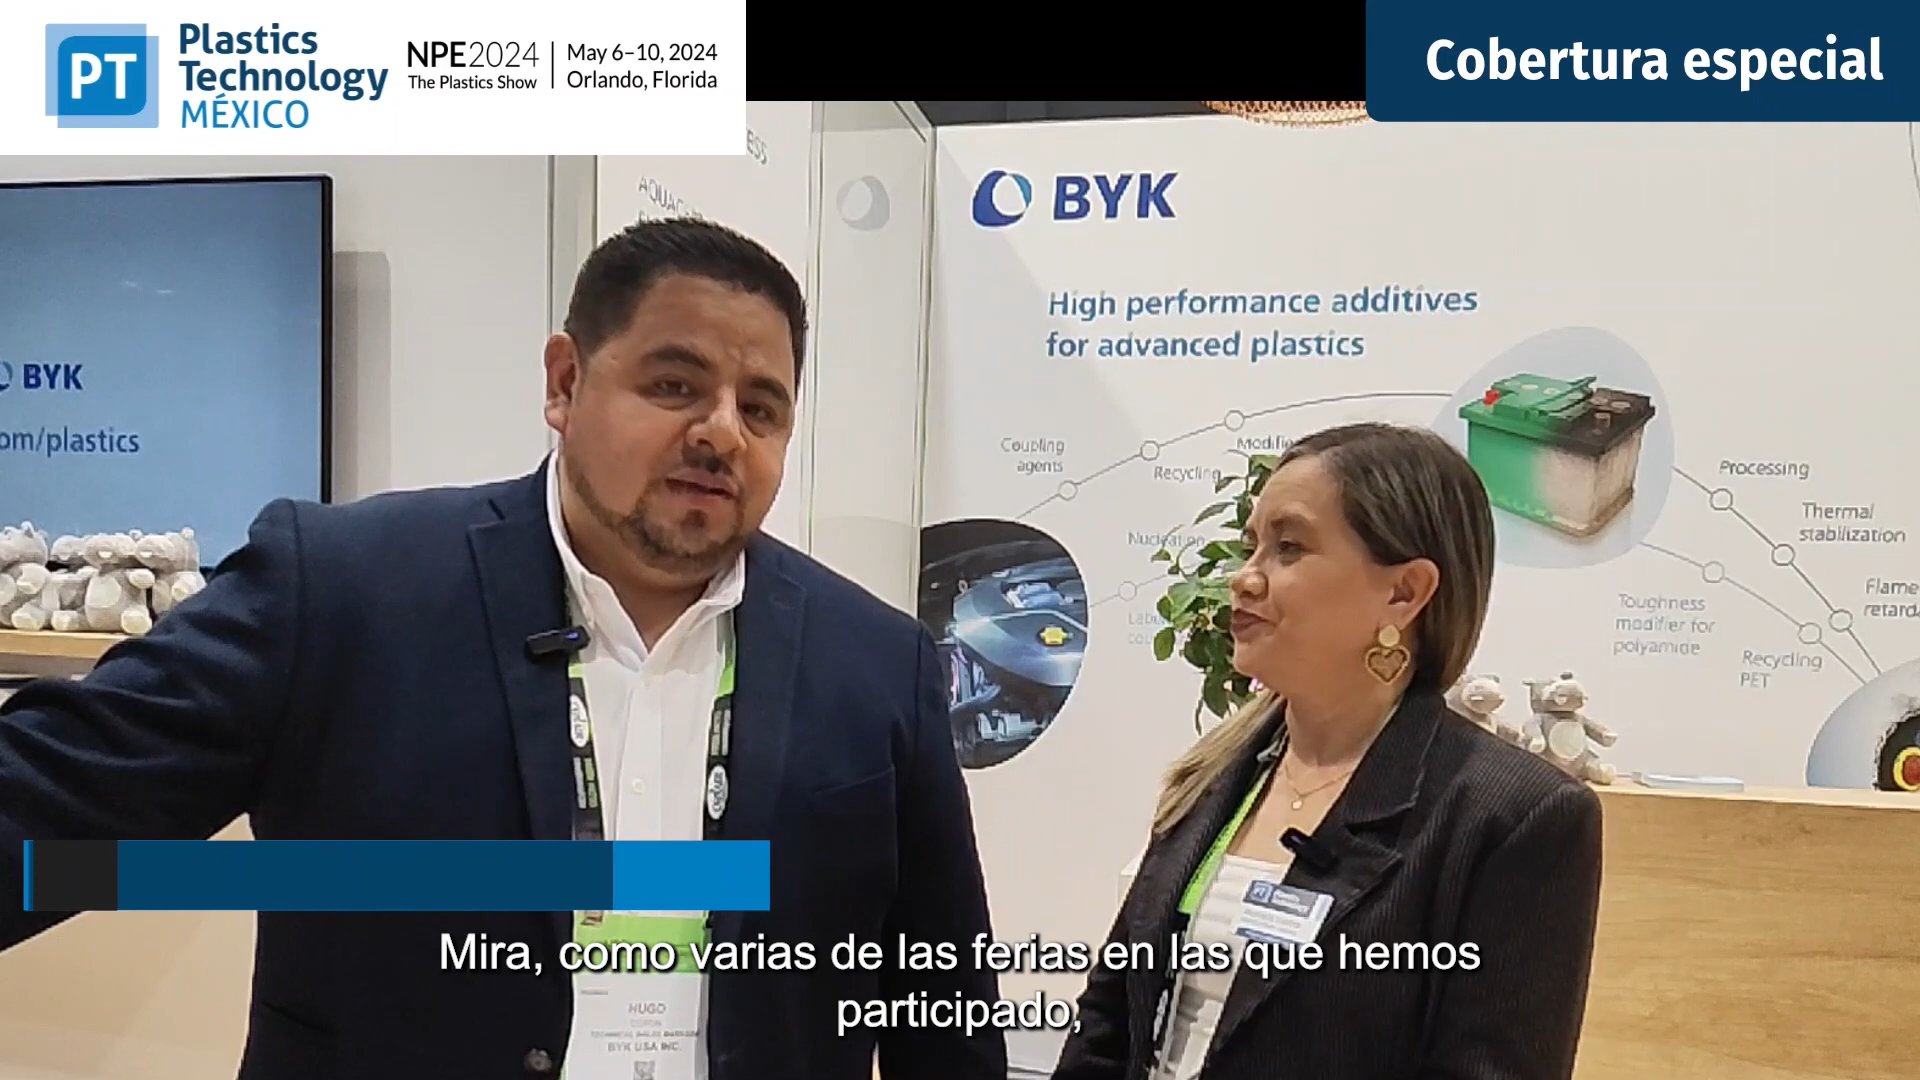 PT
Plastics
Technology
MÉXICO
NPE2024
The Plastics Show
May 6–10, 2024
Orlando, Florida
Cobertura especial
BYK
High performance additives
for advanced plastics
BYK
om/plastics
Coupling
agents
Recycling
Processing
Thermal
stabilization
Flame
Toughness
modifier for
polyamide
Recycling
PET
Mira, como varias de las ferias en las que hemos
participado,
HUGO
BYK USA INC.